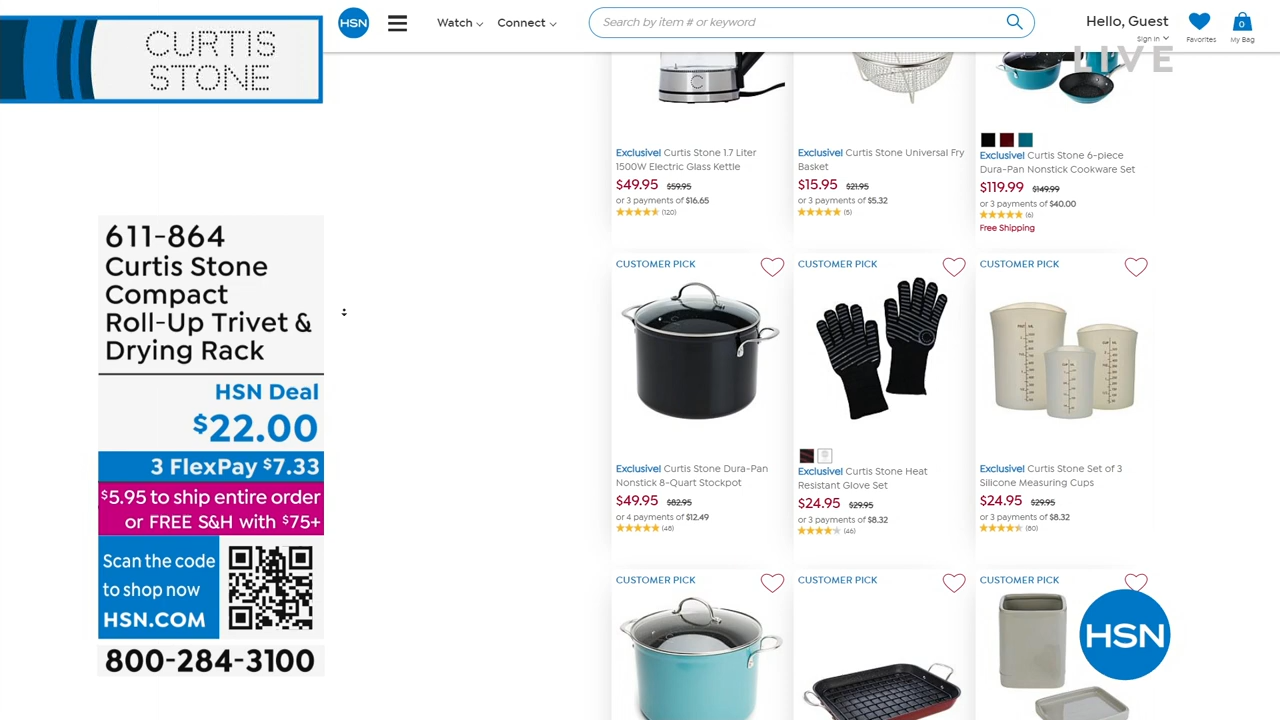 CURTIS
STONE
HSN
Watch
Connect
Search by item # or keyword
Hello, Guest
Sign in
Favorites
0
My Bag
LIVE
Exclusive! Curtis Stone 1.7 Liter
1500W Electric Glass Kettle
$49.95 $59.95
or 3 payments of $16.65
(120)
Exclusive! Curtis Stone Universal Fry
Basket
$15.95 $21.95
or 3 payments of $5.32
(5)
Exclusive! Curtis Stone 6-piece
Dura-Pan Nonstick Cookware Set
$119.99 $149.99
or 3 payments of $40.00
(6)
Free Shipping
611-864
Curtis Stone
Compact
Roll-Up Trivet &
Drying Rack
HSN Deal
$22.00
3 FlexPay $7.33
$5.95 to ship entire order
or FREE S&H with $75+
Scan the code
to shop now
HSN.COM
800-284-3100
CUSTOMER PICK
Exclusive! Curtis Stone Dura-Pan
Nonstick 8-Quart Stockpot
$49.95 $82.95
or 4 payments of $12.49
(48)
CUSTOMER PICK
Exclusive! Curtis Stone Heat
Resistant Glove Set
$24.95 $29.95
or 3 payments of $8.32
(46)
CUSTOMER PICK
Exclusive! Curtis Stone Set of 3
Silicone Measuring Cups
$24.95 $29.95
or 3 payments of $8.32
(80)
CUSTOMER PICK
CUSTOMER PICK
CUSTOMER PICK
HSN